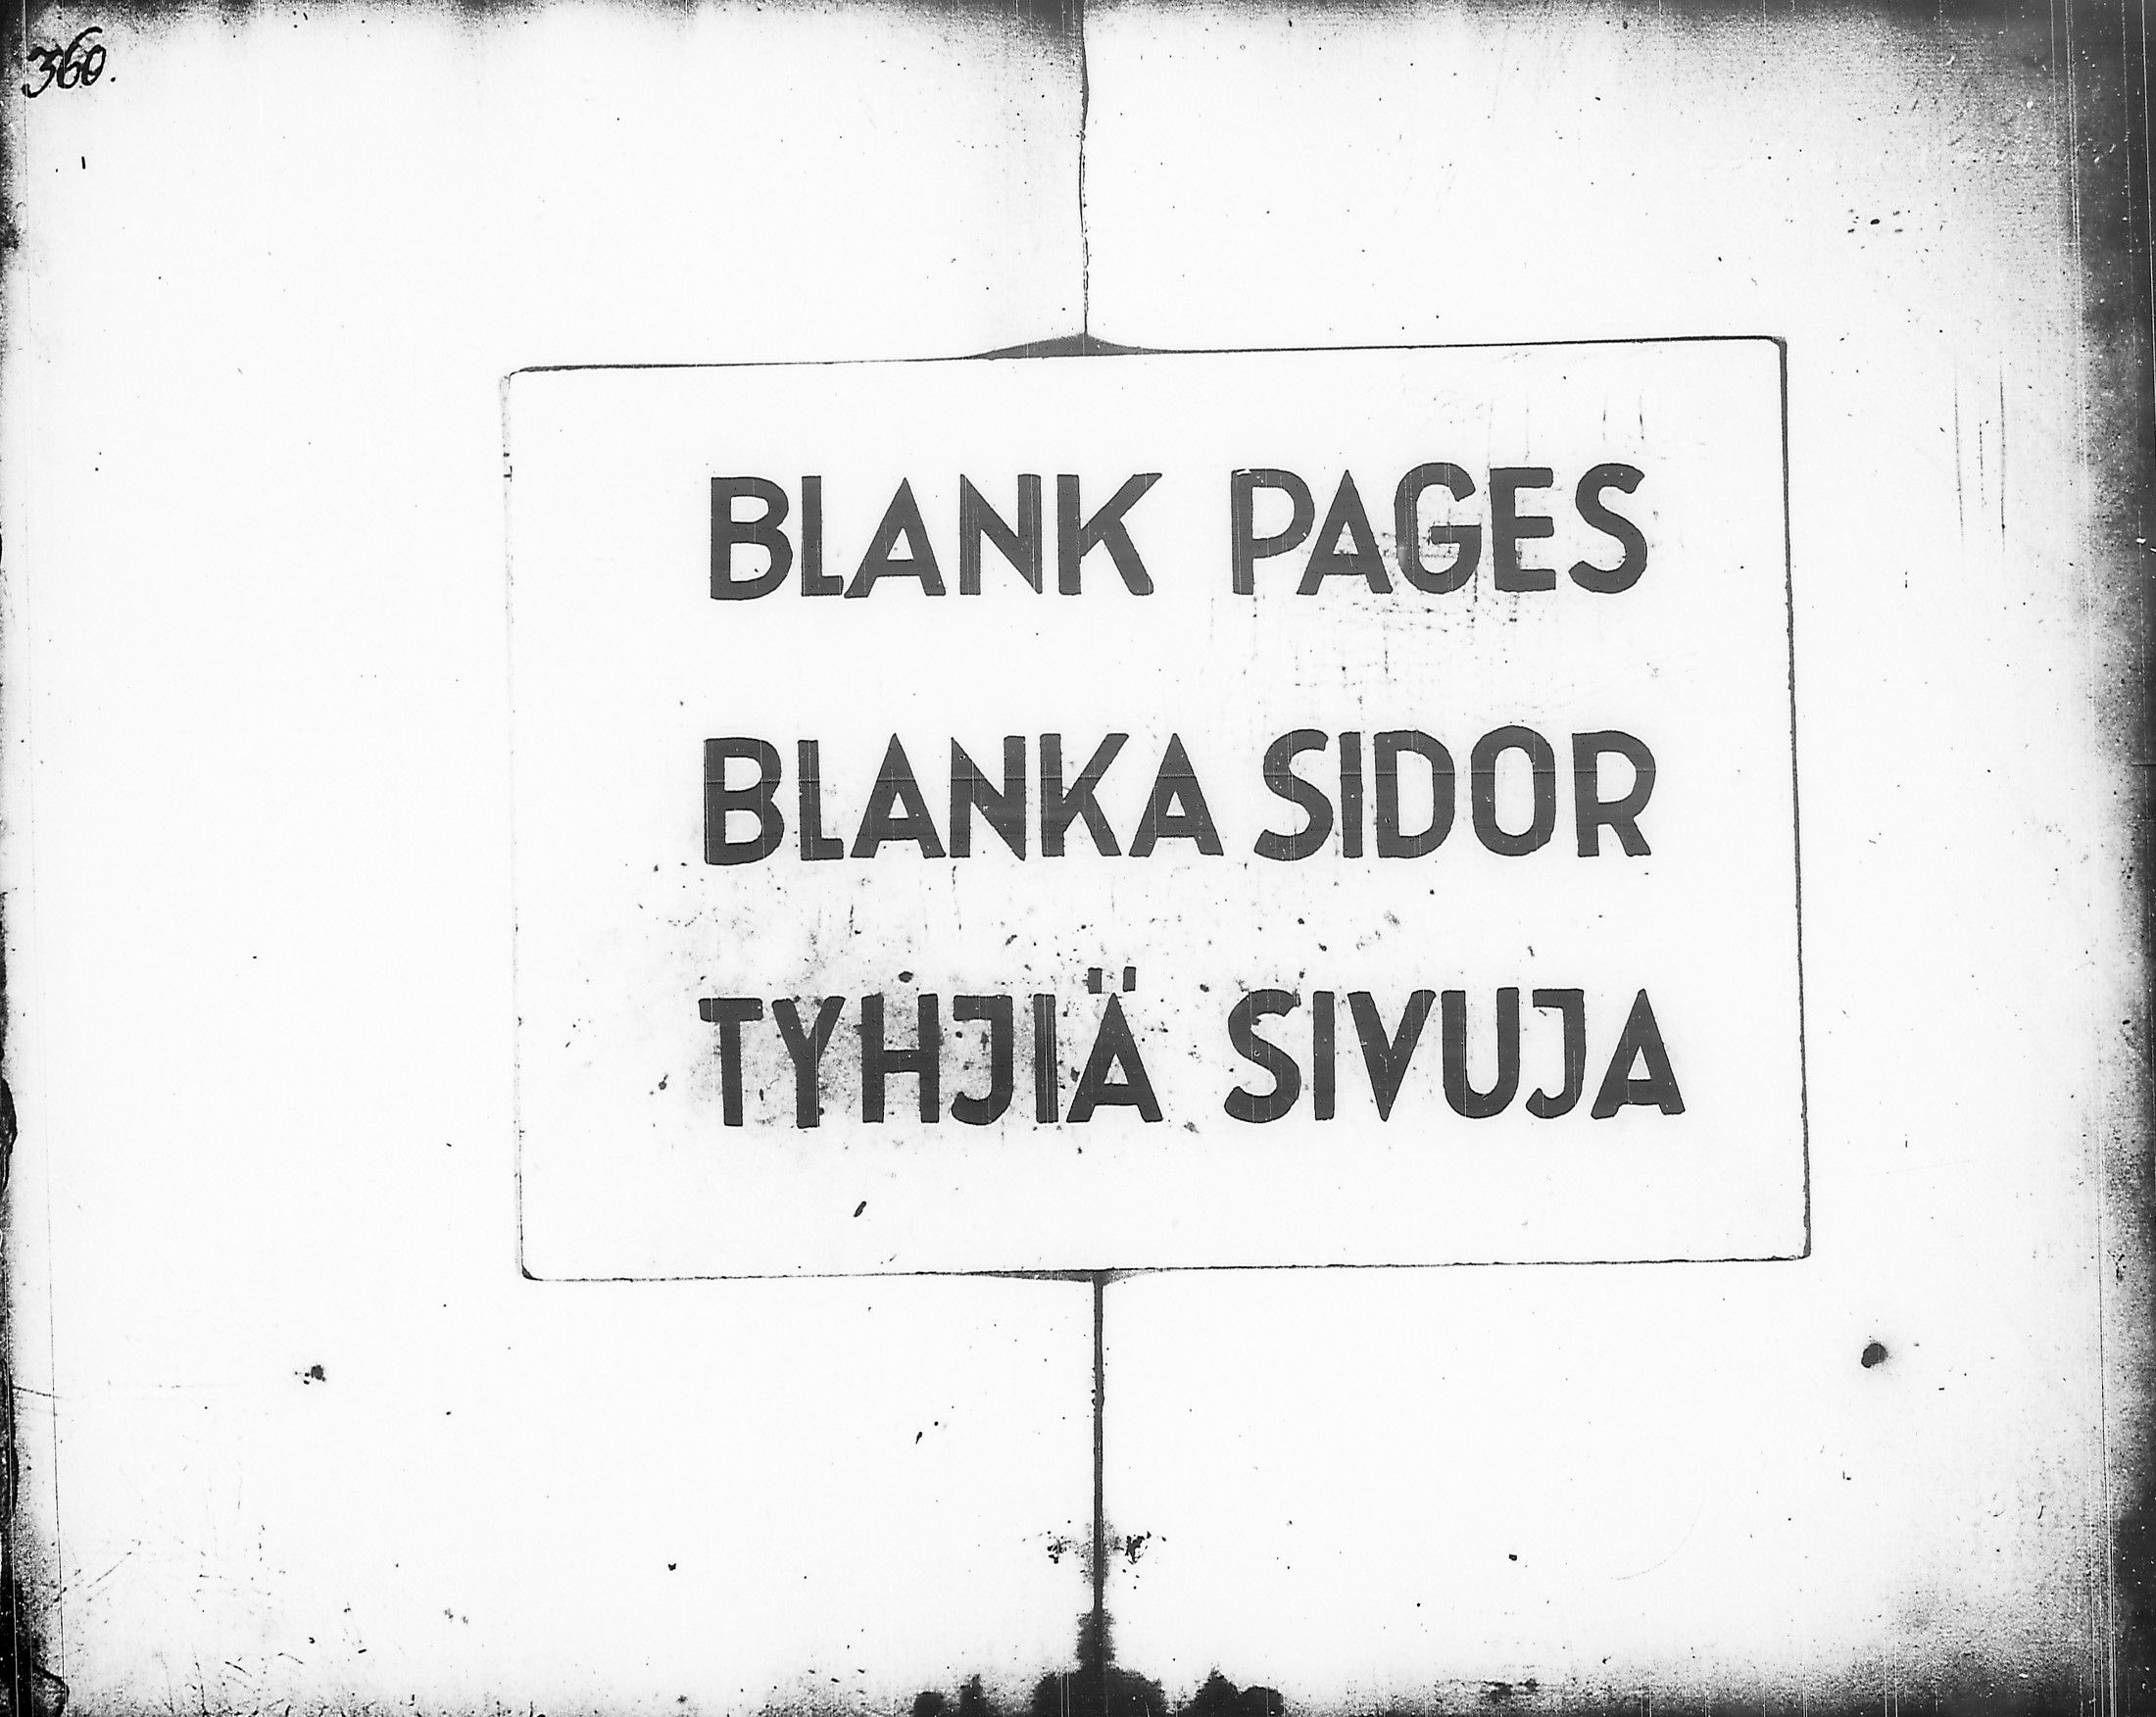 360.
BLANK PAGES
BLANKA SIDOR
TYHJIÄ SIVUJA